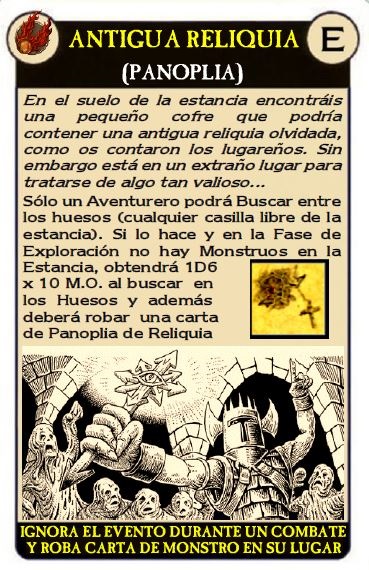 ANTIGUA RELIQUIA
E
(PANOPLIA)
En el suelo de la estancia encontráis
una pequeño cofre que podría
contener una antigua reliquia olvidada,
como os contaron los lugareños. Sin
embargo está en un extraño lugar para
tratarse de algo tan valioso...
Sólo un Aventurero podrá Buscar entre
los huesos (cualquier casilla libre de la
estancia). Si lo hace y en la Fase de
Exploración no hay Monstruos en la
Estancia, obtendrá 1D6
x 10 M.O. al buscar en
los Huesos y además
deberá robar una carta
de Panoplia de Reliquia
IGNORA EL EVENTO DURANTE UN COMBATE
Y ROBA CARTA DE MONSTRO EN SU LUGAR